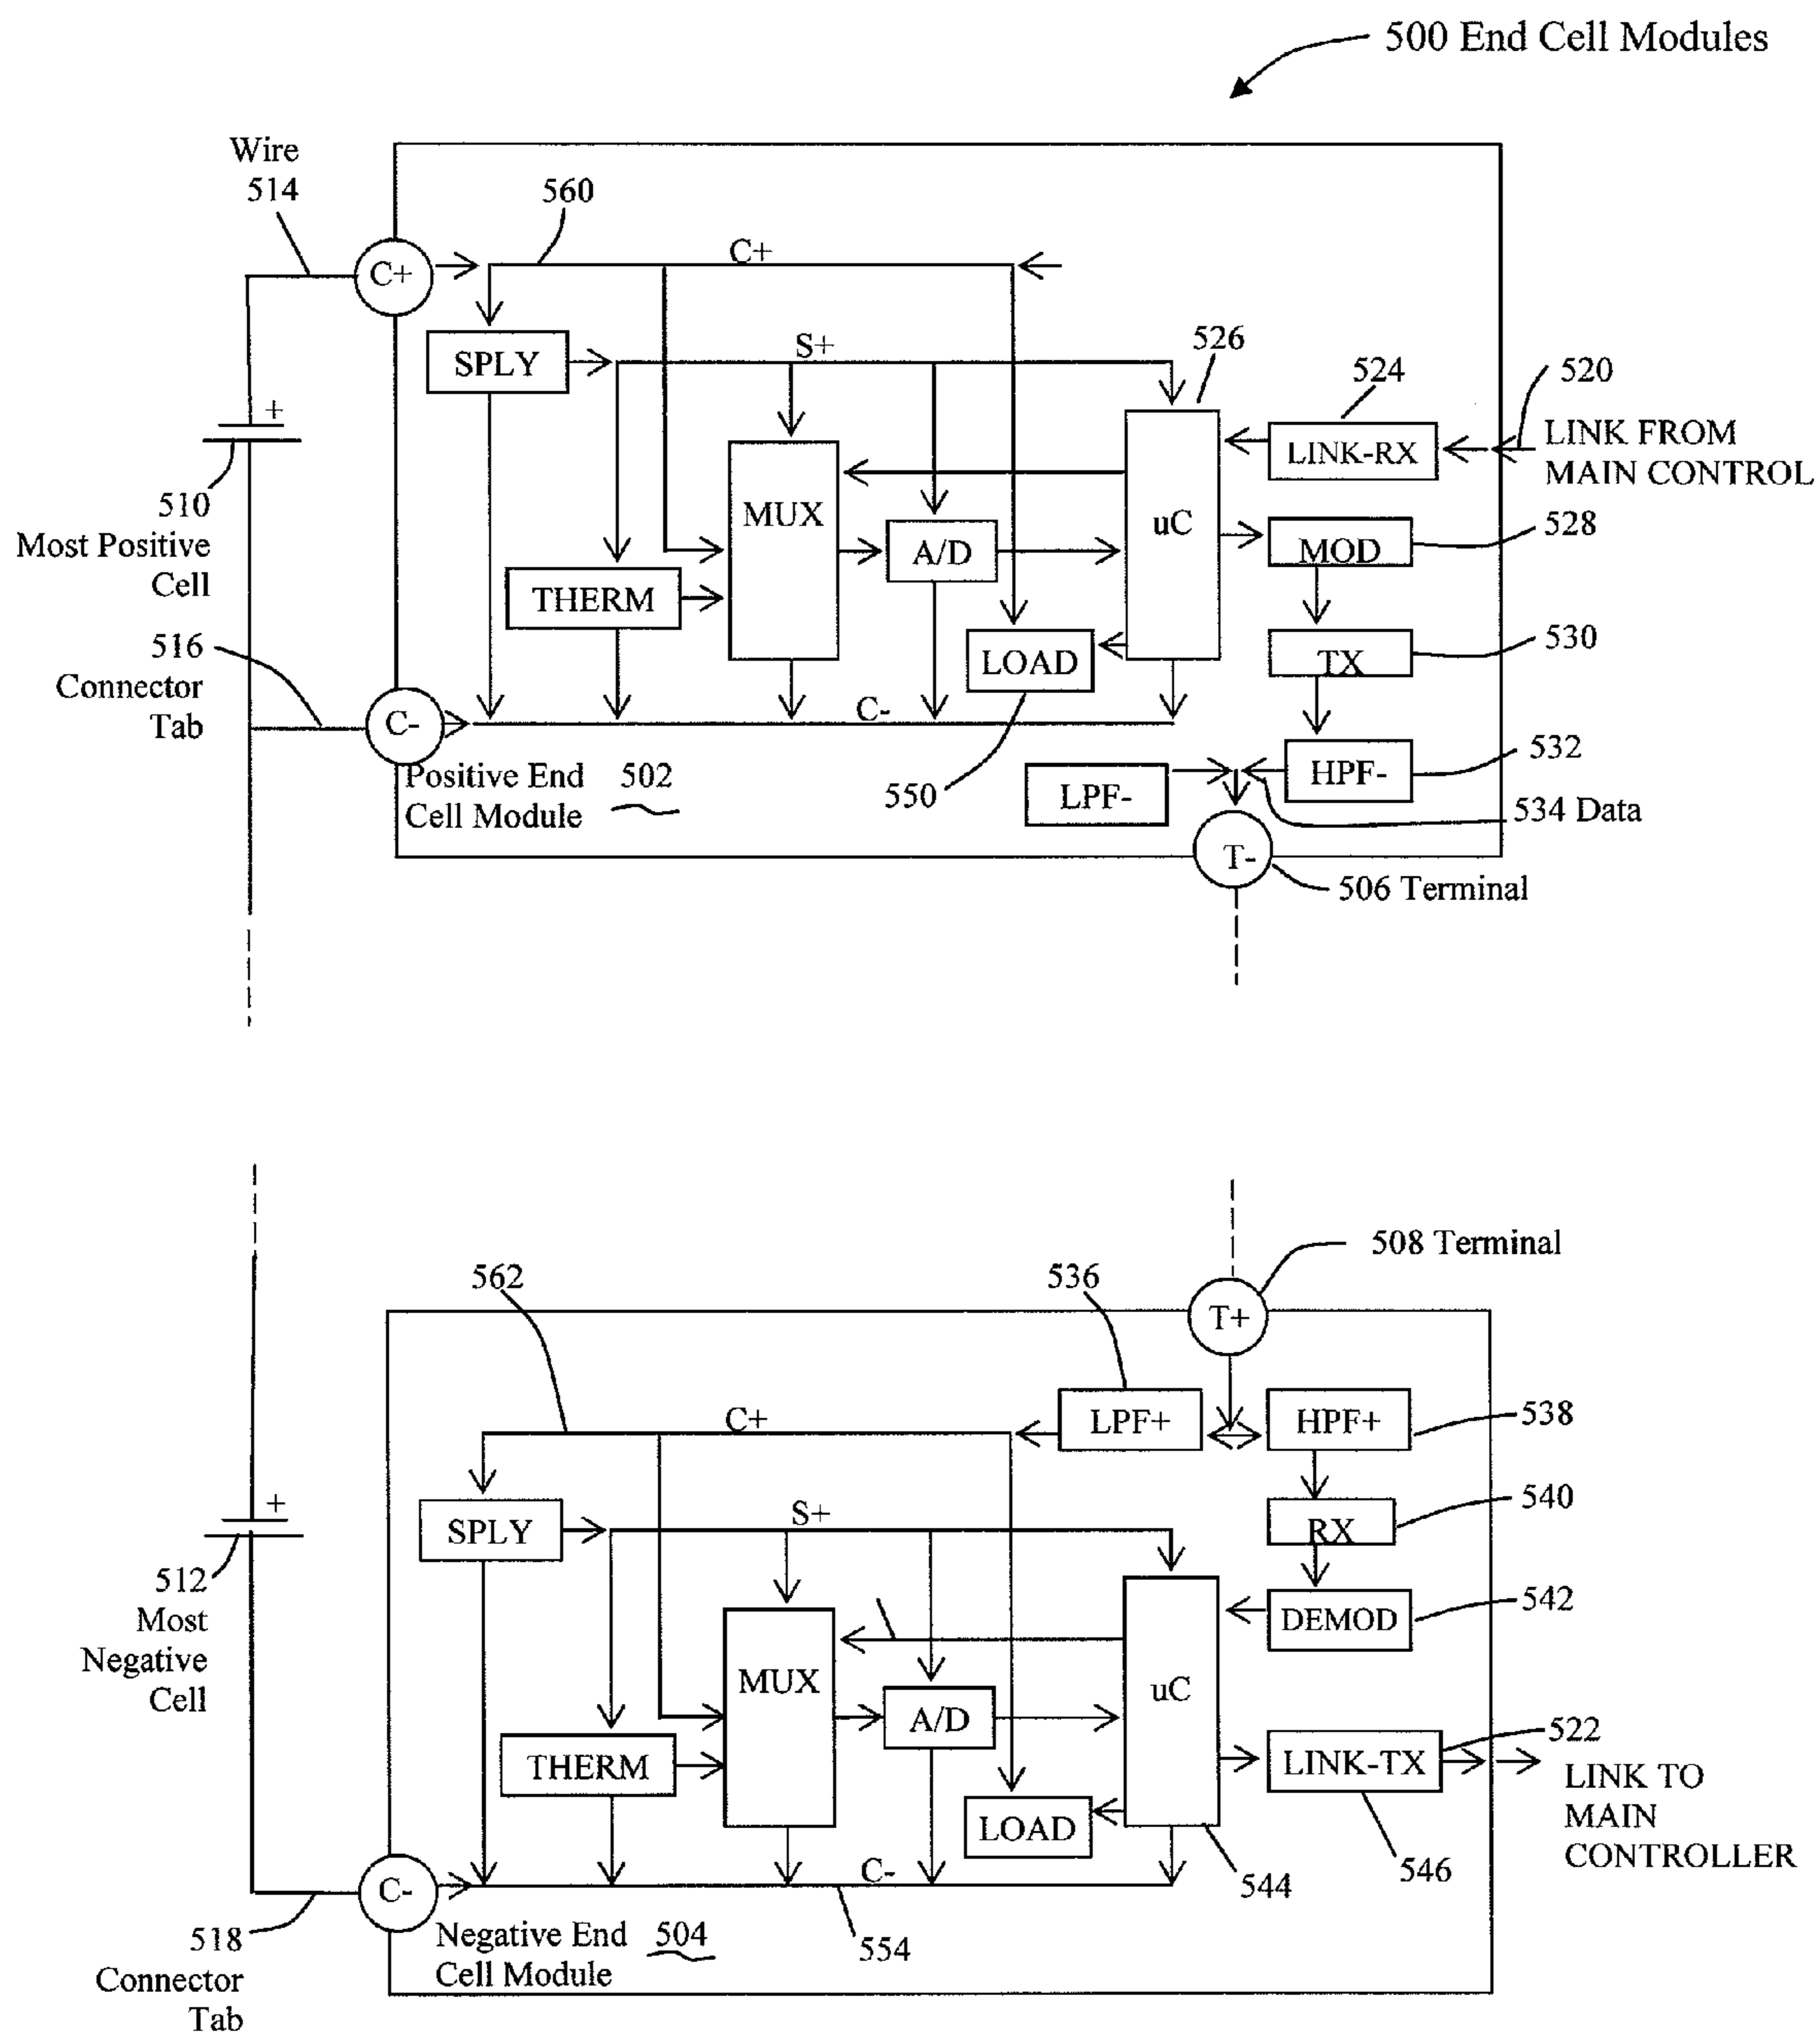 500 End Cell Modules
Wire
514
560
C+
C+
SPLY
S+
526
524
520
LINK-RX
LINK FROM
MAIN CONTROL
+
510
Most Positive
Cell
MUX
A/D
uC
MOD
528
THERM
516
Connector
Tab
LOAD
TX
530
C-
C-
Positive End
Cell Module
502
550
LPF-
HPF-
532
534 Data
T-
506 Terminal
508 Terminal
562
536
T+
C+
LPF+
HPF+
538
+
SPLY
S+
RX
540
512
Most
Negative
Cell
DEMOD
542
MUX
A/D
uC
522
THERM
LINK-TX
LINK TO
MAIN
CONTROLLER
LOAD
C-
C-
544
546
518
Connector
Tab
Negative End
Cell Module
504
554